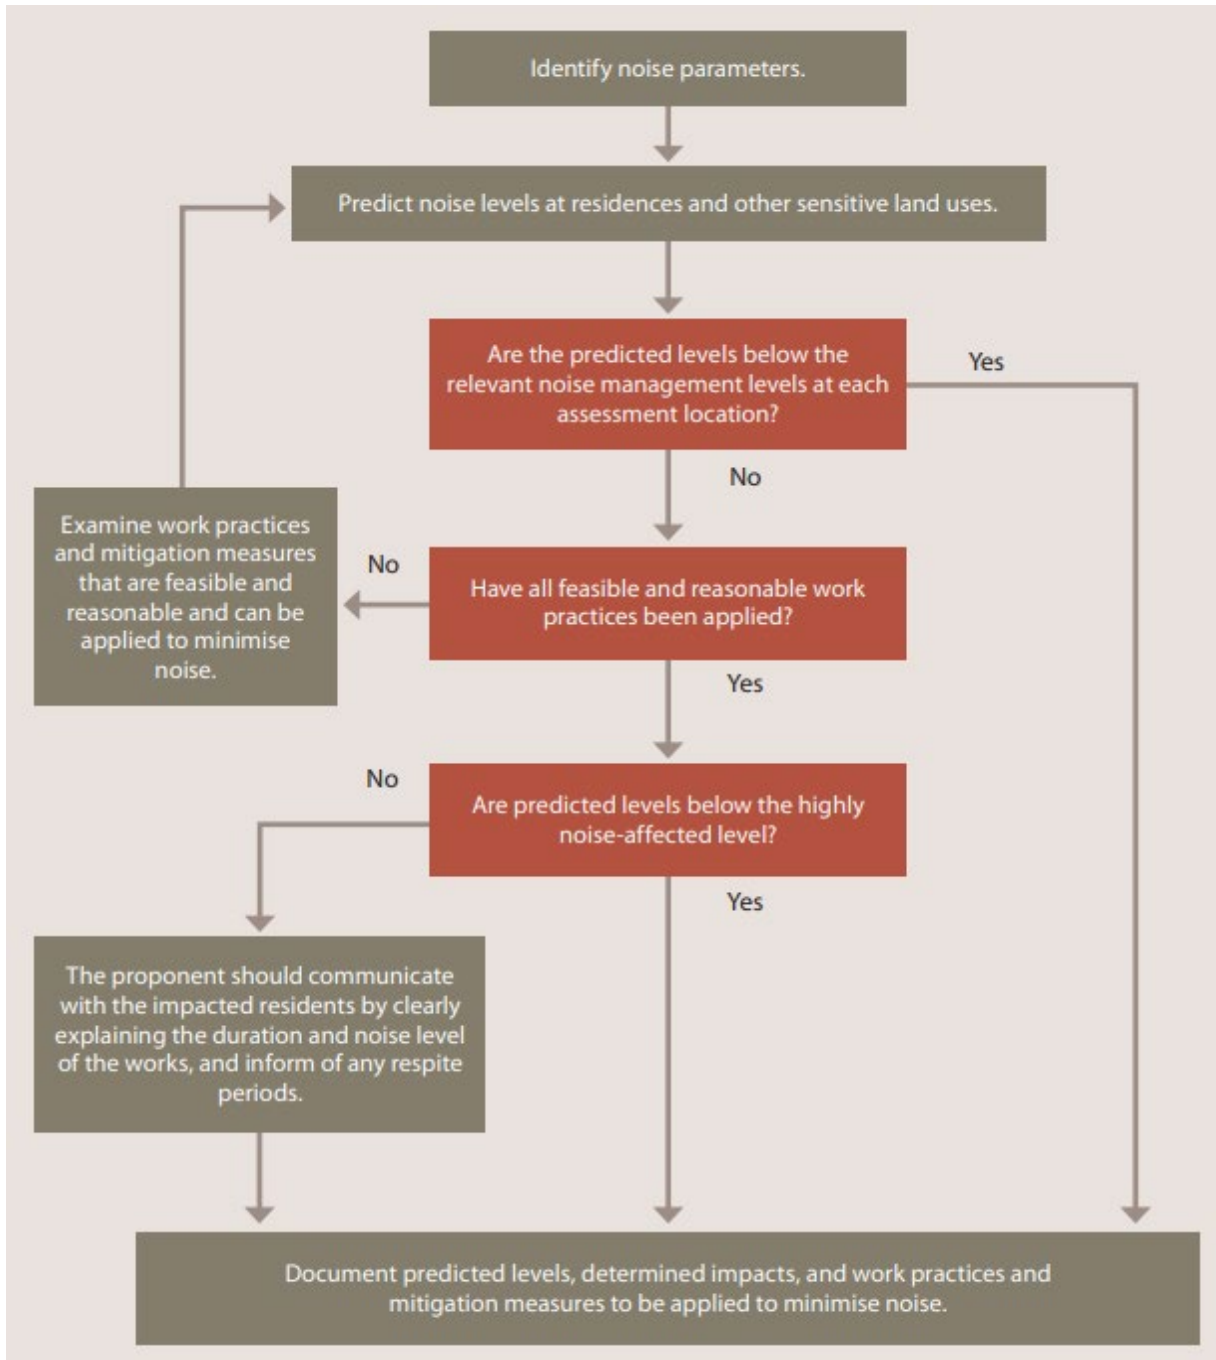 Identify noise parameters.
Predict noise levels at residences and other sensitive land uses.
Are the predicted levels below the
relevant noise management levels at each
assessment location?
Yes
No
Examine work practices
and mitigation measures
that are feasible and
reasonable and can be
applied to minimise
noise.
No
Have all feasible and reasonable work
practices been applied?
Yes
No
Are predicted levels below the highly
noise-affected level?
Yes
The proponent should communicate
with the impacted residents by clearly
explaining the duration and noise level
of the works, and inform of any respite
periods.
Document predicted levels, determined impacts, and work practices and
mitigation measures to be applied to minimise noise.